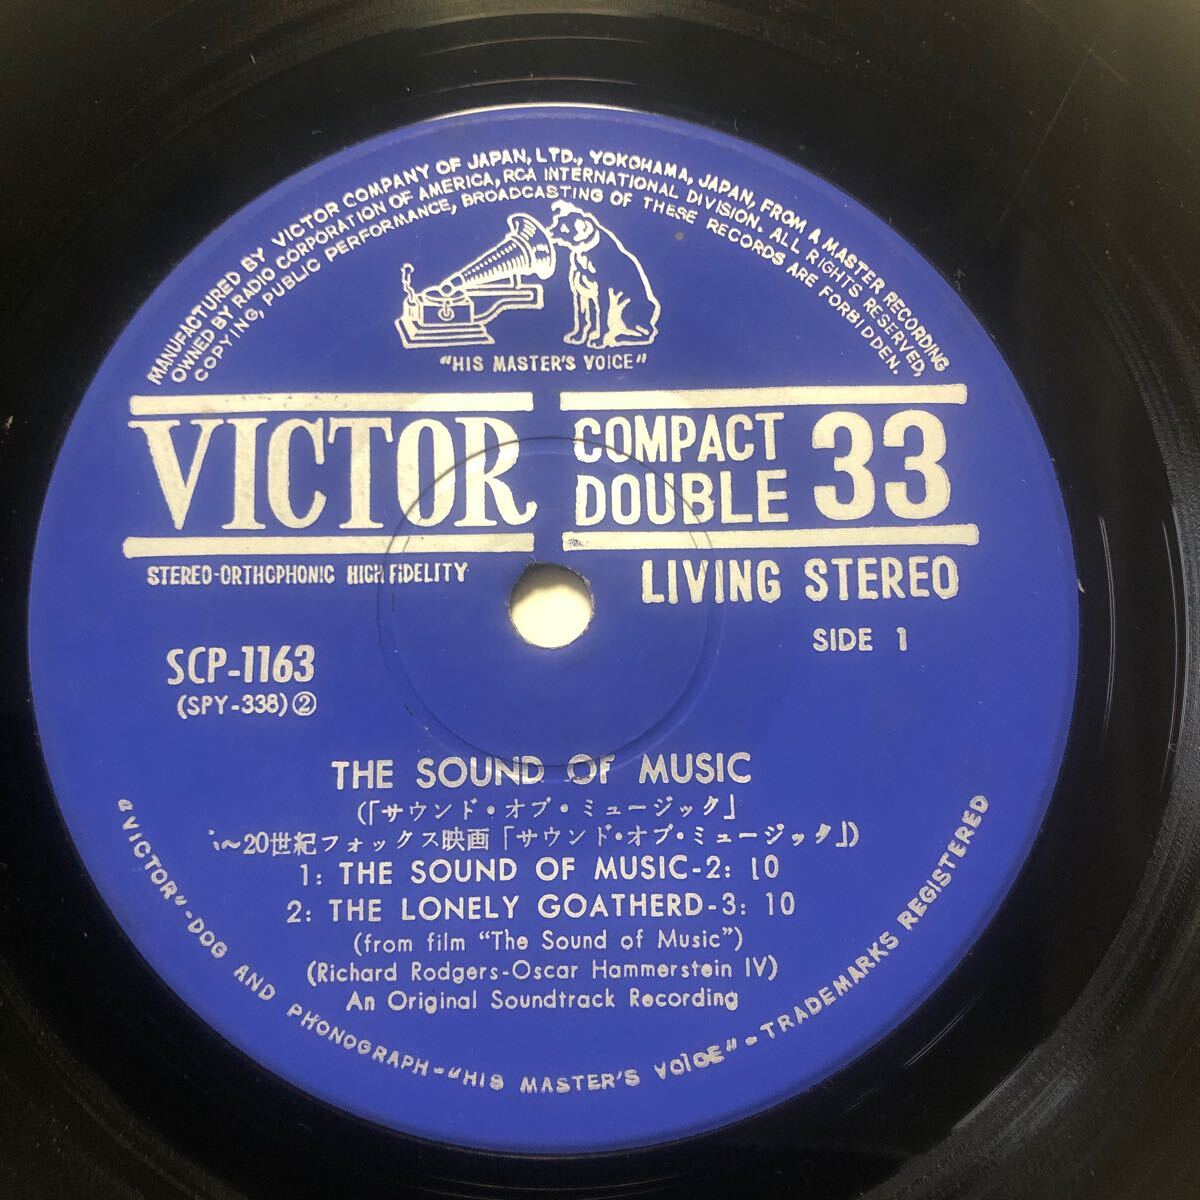 MANUFACTURED BY VICTOR COMPANY OF JAPAN, LTD., YOKOHAMA, JAPAN, FROM A MASTER RECORDING
OWNED BY RADIO CORPORATION OF AMERICA, RCA INTERNATIONAL DIVISION. ALL RIGHTS RESERVED,
COPYING, PUBLIC PERFORMANCE, BROADCASTING OF THESE RECORDS ARE FORBIDDEN.
"HIS MASTER'S VOICE"
VICTOR
COMPACT
DOUBLE 33
STEREO-ORTHOPHONIC HIGH FIDELITY
LIVING STEREO
SIDE 1
SCP-1163
(SPY-338)②
THE SOUND OF MUSIC
(「サウンド・オブ・ミュージック」
〜20世紀フォックス映画「サウンド・オブ・ミュージック」)
1: THE SOUND OF MUSIC-2: 10
2: THE LONELY GOATHERD-3: 10
(from film "The Sound of Music")
(Richard Rodgers-Oscar Hammerstein IV)
An Original Soundtrack Recording
"VICTOR"-DOG AND PHONOGRAPH-"HIS MASTER'S VOICE"-TRADEMARKS REGISTERED